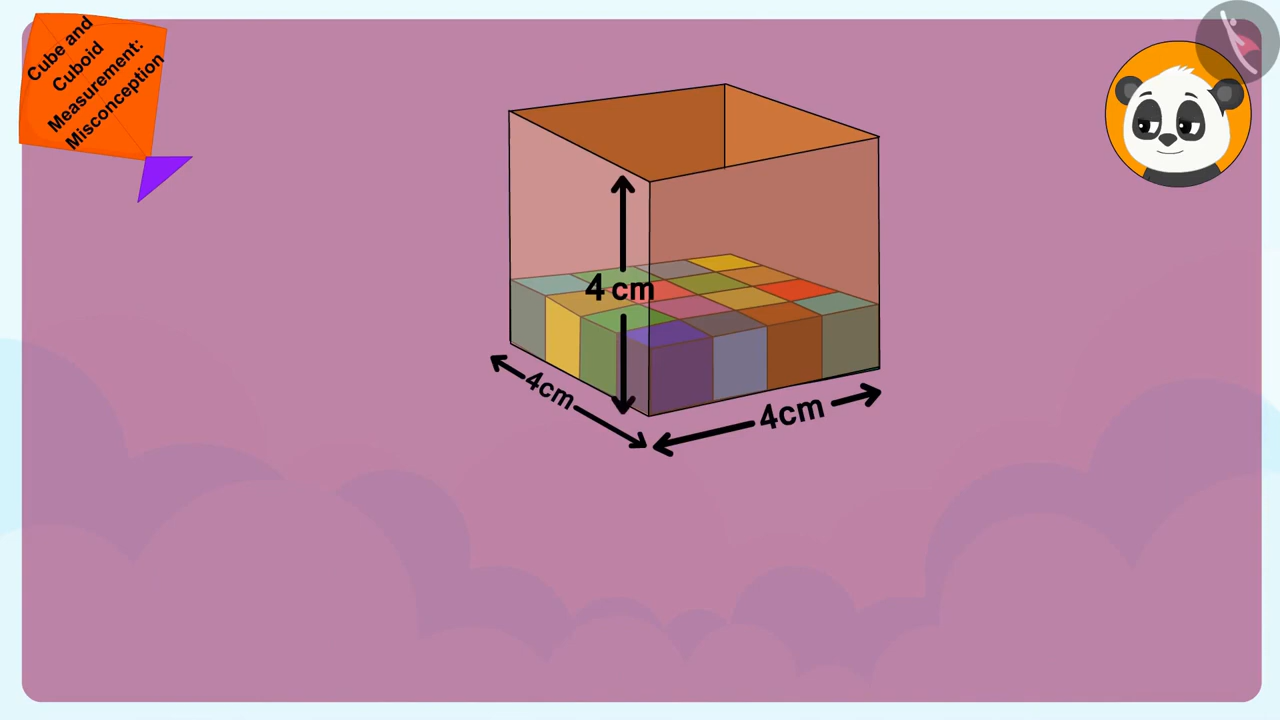 Cube and
Cuboid
Measurement:
Misconception
4 cm
4cm
4cm